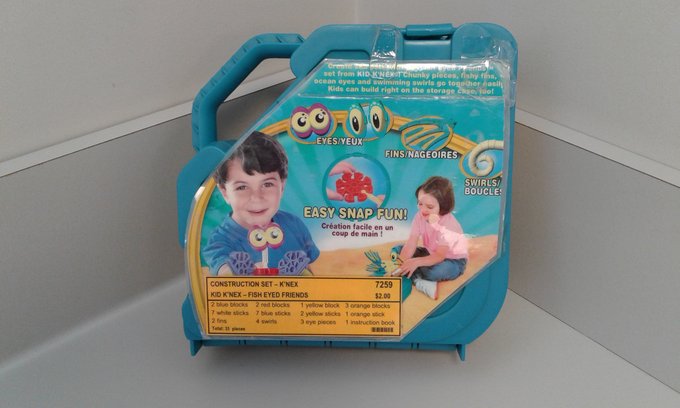 set from KID K'NEX! Chunky pieces, fishy fins,
ocean eyes and swimming swirls go together easily
Kids can build right on the storage case, too!
EYES/YEUX
FINS/NAGEOIRES
SWIRLS/
BOUCLES
EASY SNAP FUN!
Création facile en un
coup de main !
CONSTRUCTION SET - K'NEX 7259
KID K'NEX - FISH EYED FRIENDS $2.00
2 blue blocks 2 red blocks 1 yellow block 3 orange blocks
7 white sticks 7 blue sticks 2 yellow sticks 1 orange stick
2 fins 4 swirls 3 eye pieces 1 instruction book
Total: 31 pieces